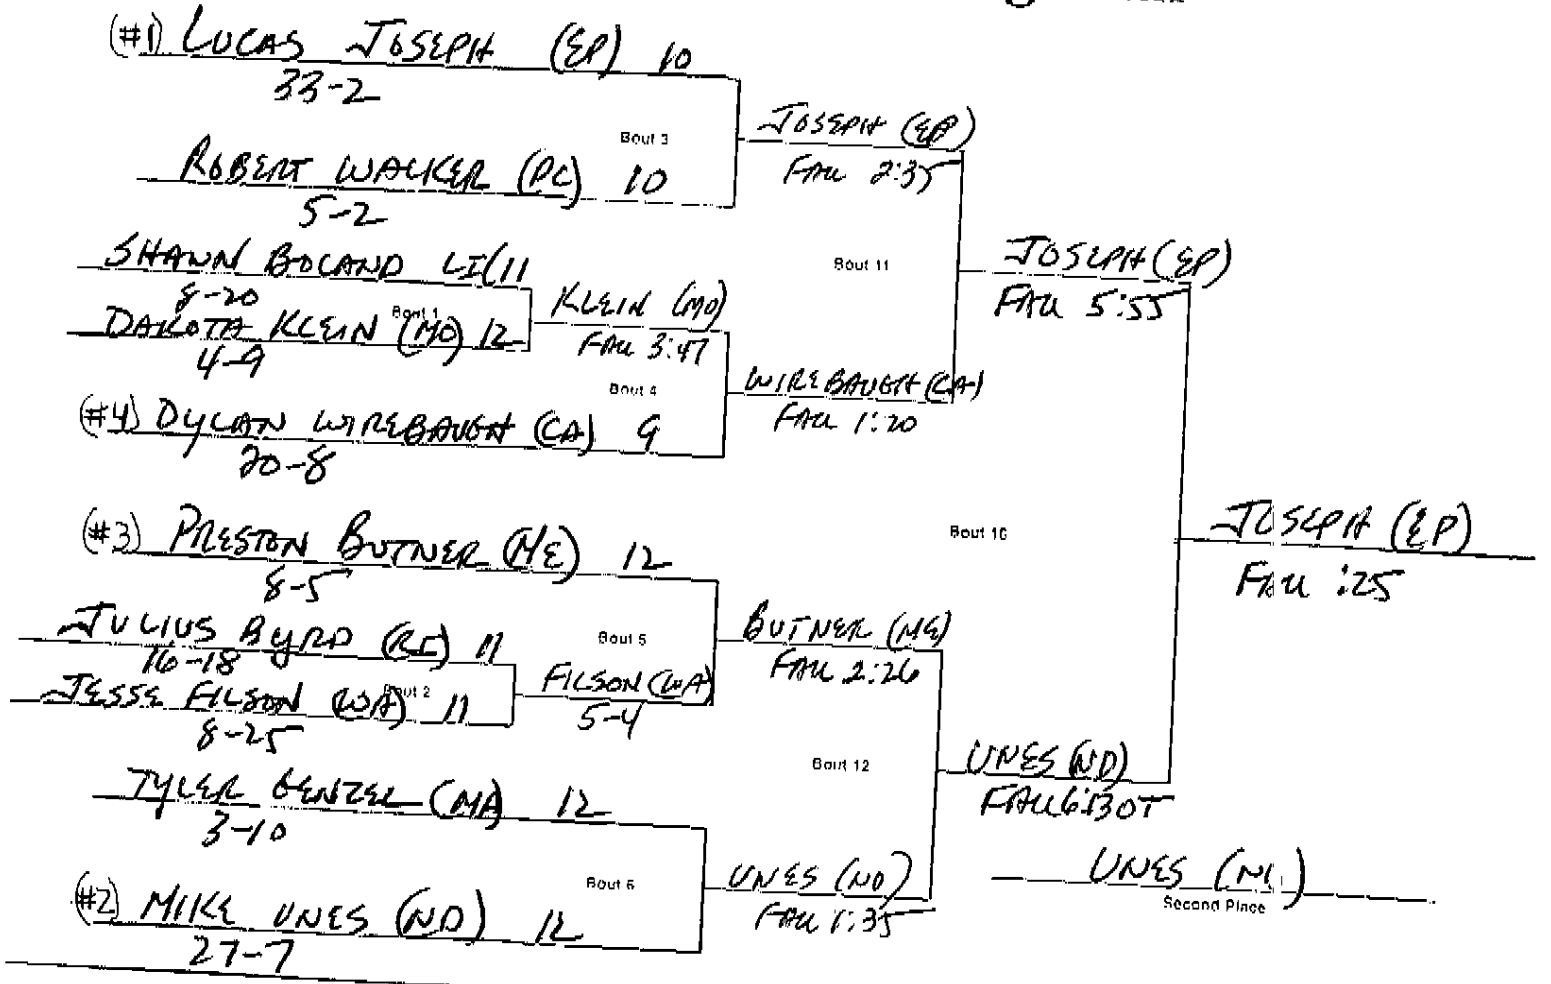 (#1) LUCAS JOSEPH (EP) 10
33-2
Bout 3
ROBERT WALKER (PC) 10
5-2
JOSEPH (EP)
FALL 2:35
SHAWN BOLAND LI(11
8-20
Bout 1
DAKOTA KLEIN (MO) 12
4-9
KLEIN (MO)
FALL 3:47
Bout 4
(#4) DYLAN WIREBAUGH (CA) 9
20-8
WIREBAUGH (CA)
FALL 1:20
Bout 11
JOSEPH (EP)
FALL 5:55
(#3) PRESTON BUTNER (ME) 12
8-5
JULIUS BYRD (RI) 11
16-18
Bout 2
JESSE FILSON (WA) 11
8-25
Bout 5
FILSON (WA)
5-4
BUTNER (ME)
FALL 2:26
TYLER GENZEL (MA) 12
3-10
Bout 6
(#2) MIKE UNES (ND) 12
27-7
UNES (ND)
FALL 1:35
Bout 12
UNES (ND)
FALL 6:30T
Bout 16
JOSEPH (EP)
FALL :25
UNES
Second Place